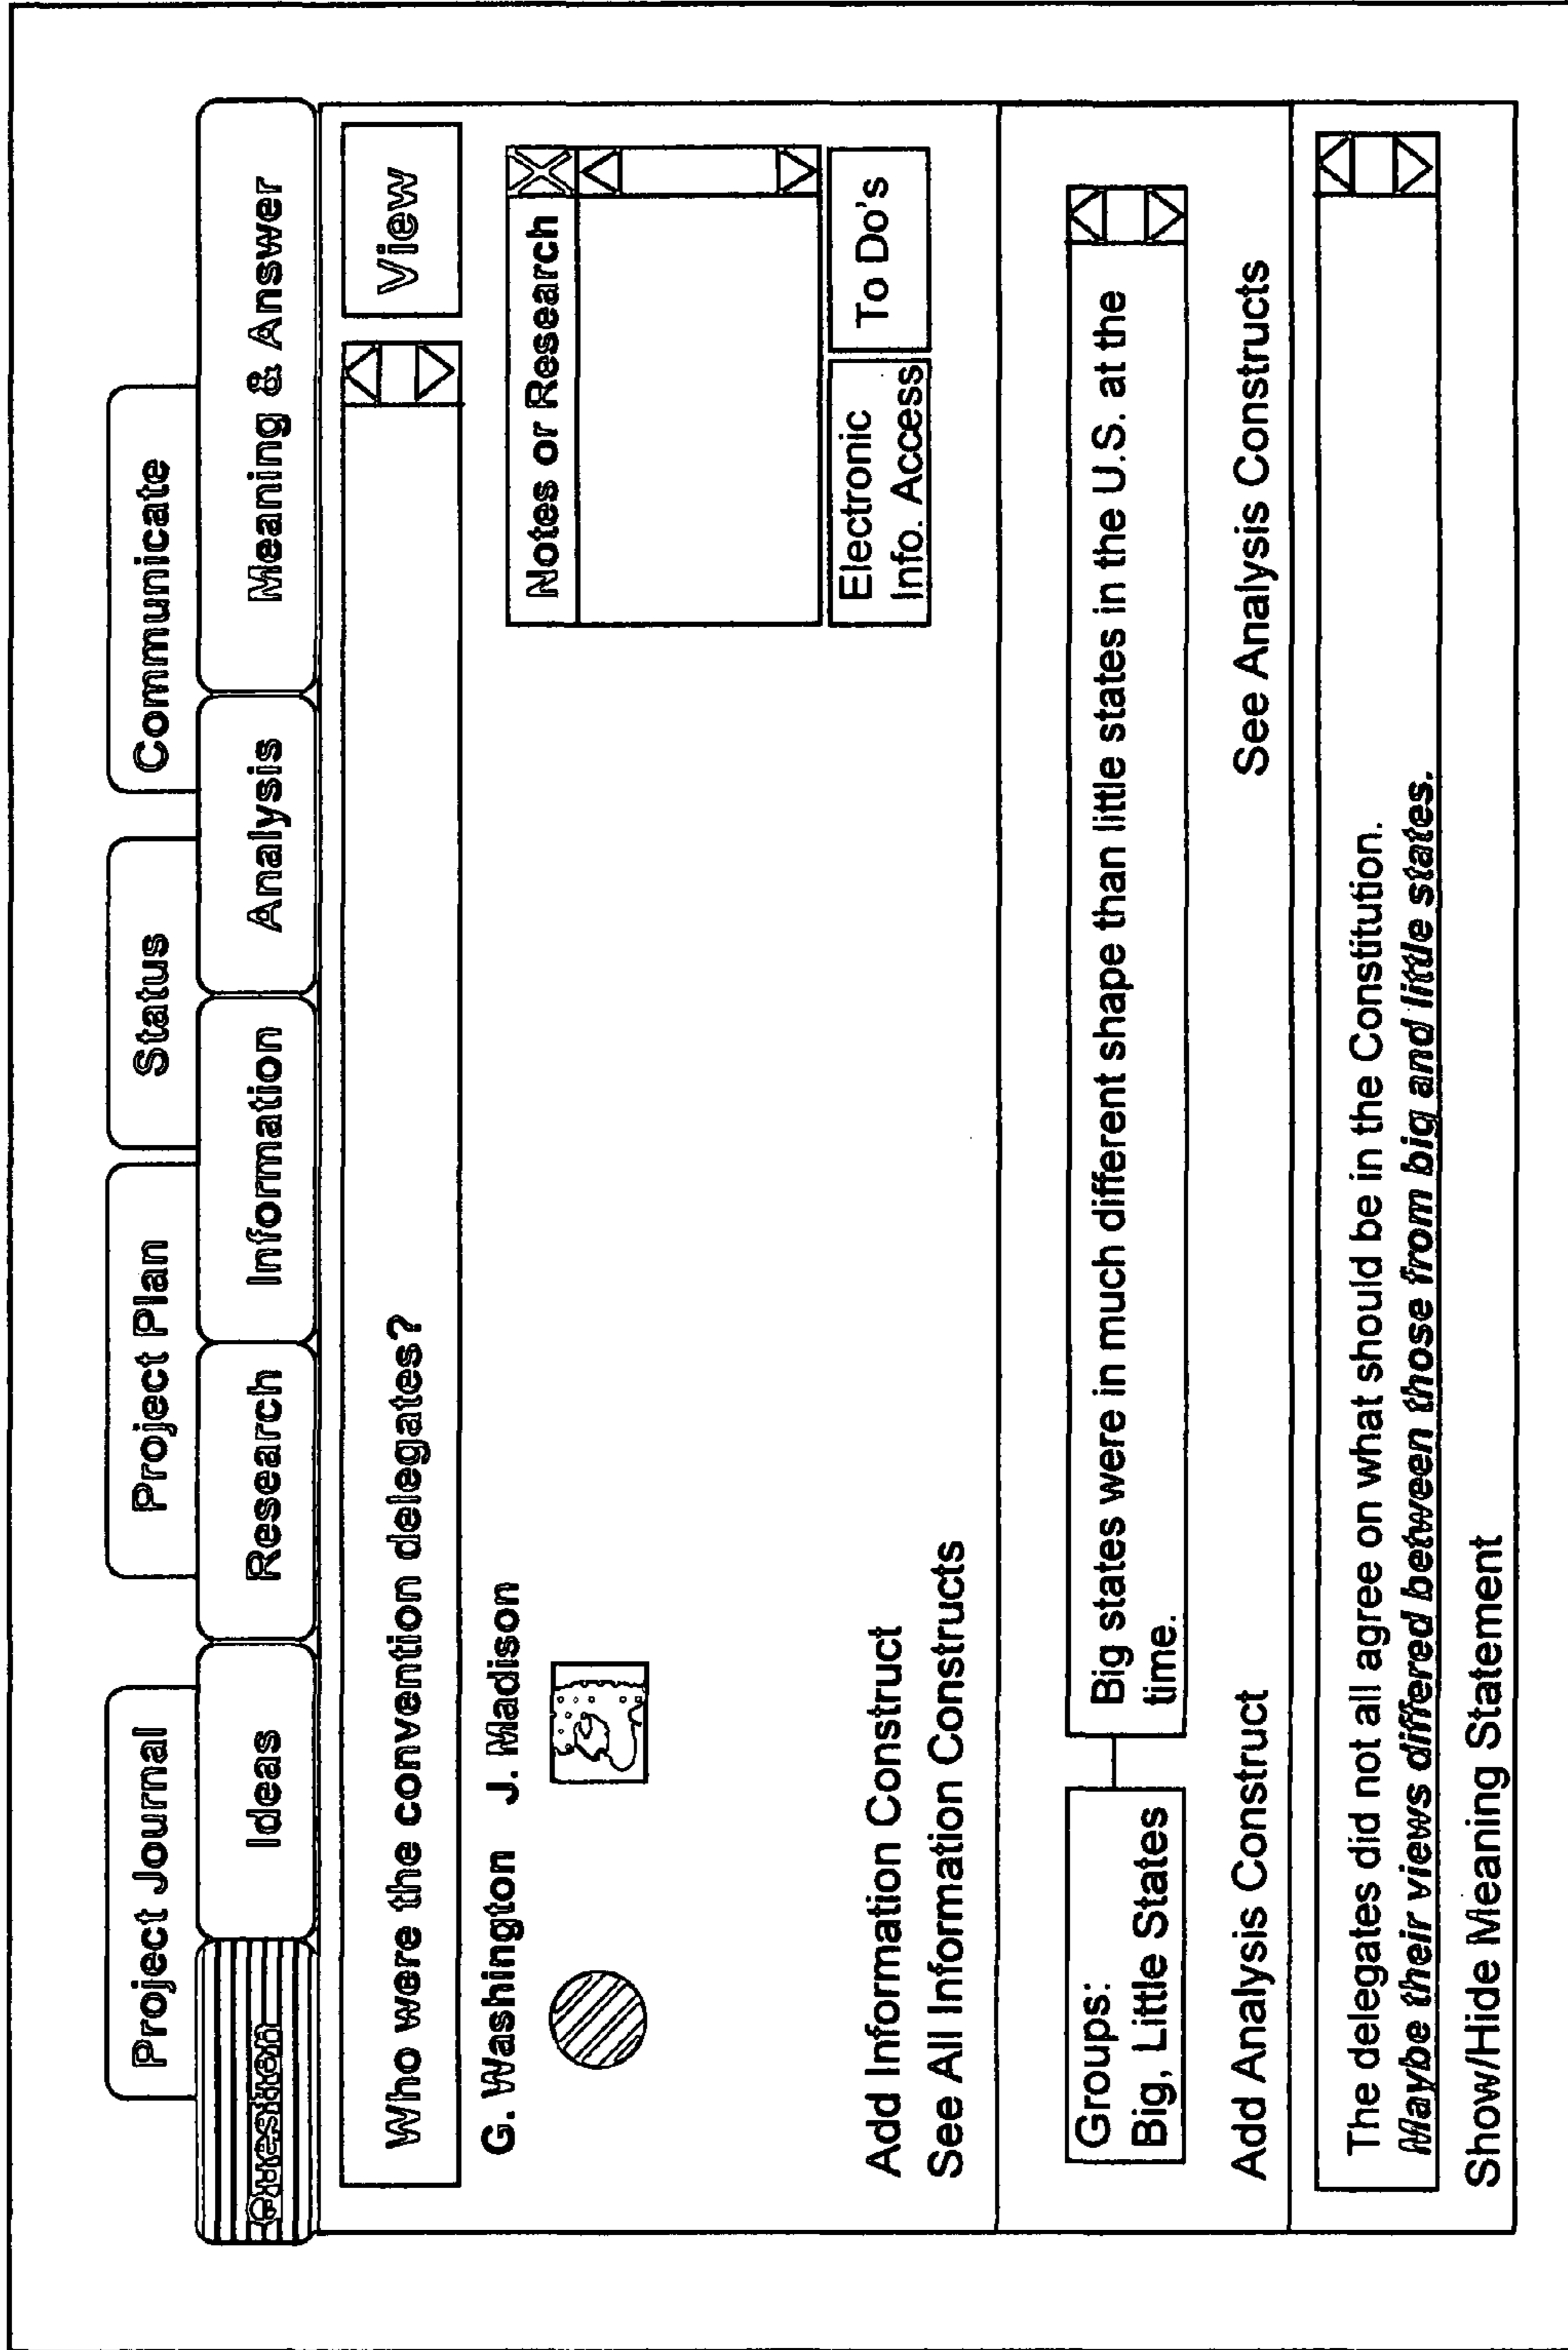 Project Journal
Project Plan
Status
Communicate
Question
Ideas
Research
Information
Analysis
Meaning & Answer
Who were the convention delegates?
View
G. Washington
J. Madison
Notes or Research
Electronic
Info. Access
To Do's
Add Information Construct
See All Information Constructs
Groups:
Big, Little States
Big states were in much different shape than little states in the U.S. at the
time.
Add Analysis Construct
See Analysis Constructs
The delegates did not all agree on what should be in the Constitution.
Maybe their views differed between those from big and little states.
Show/Hide Meaning Statement